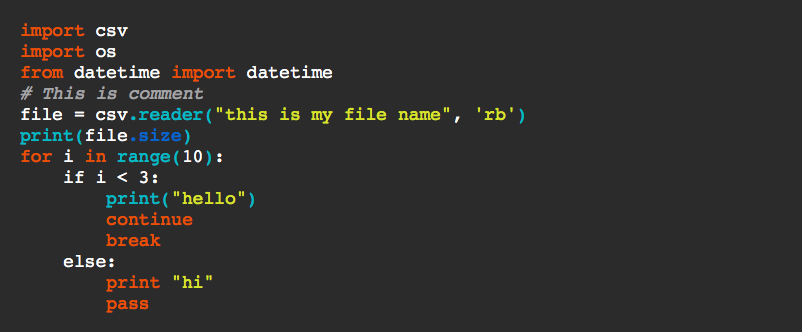 import csv
import os
from datetime import datetime
# This is comment
file = csv.reader("this is my file name", 'rb')
print(file.size)
for i in range(10):
    if i < 3:
        print("hello")
        continue
        break
    else:
        print "hi"
        pass